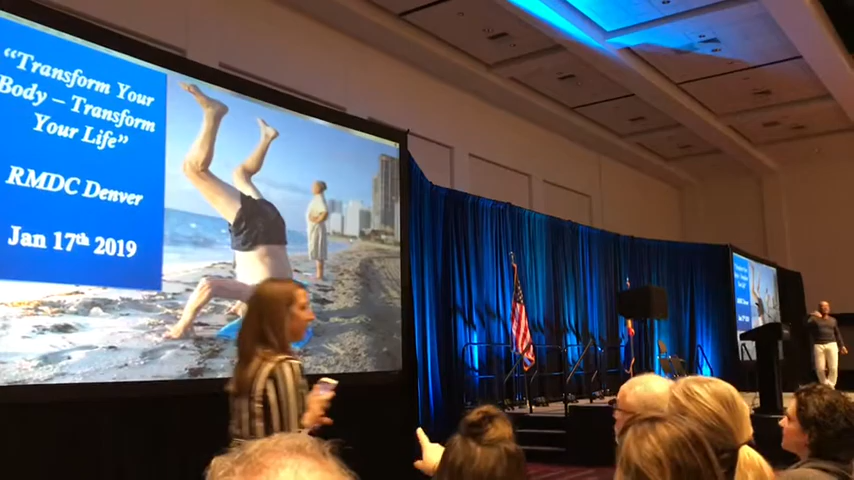 “Transform Your
Body – Transform
Your Life”
RMDC Denver
Jan 17th 2019